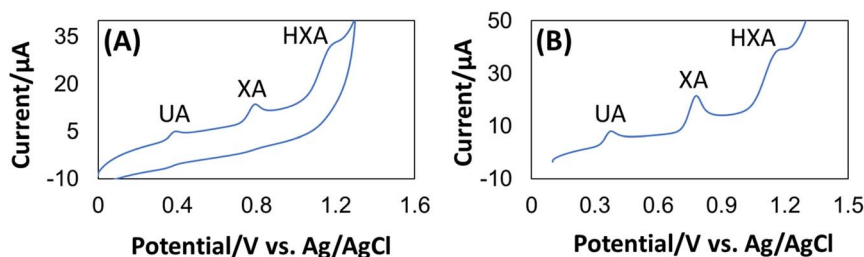 (A)
Current/µA
35
20
5
-10
UA
XA
HXA
0
0.4
0.8
1.2
1.6
Potential/V vs. Ag/AgCl
(B)
Current/µA
50
30
10
-10
UA
XA
HXA
0
0.3
0.6
0.9
1.2
1.5
Potential/V vs. Ag/AgCl